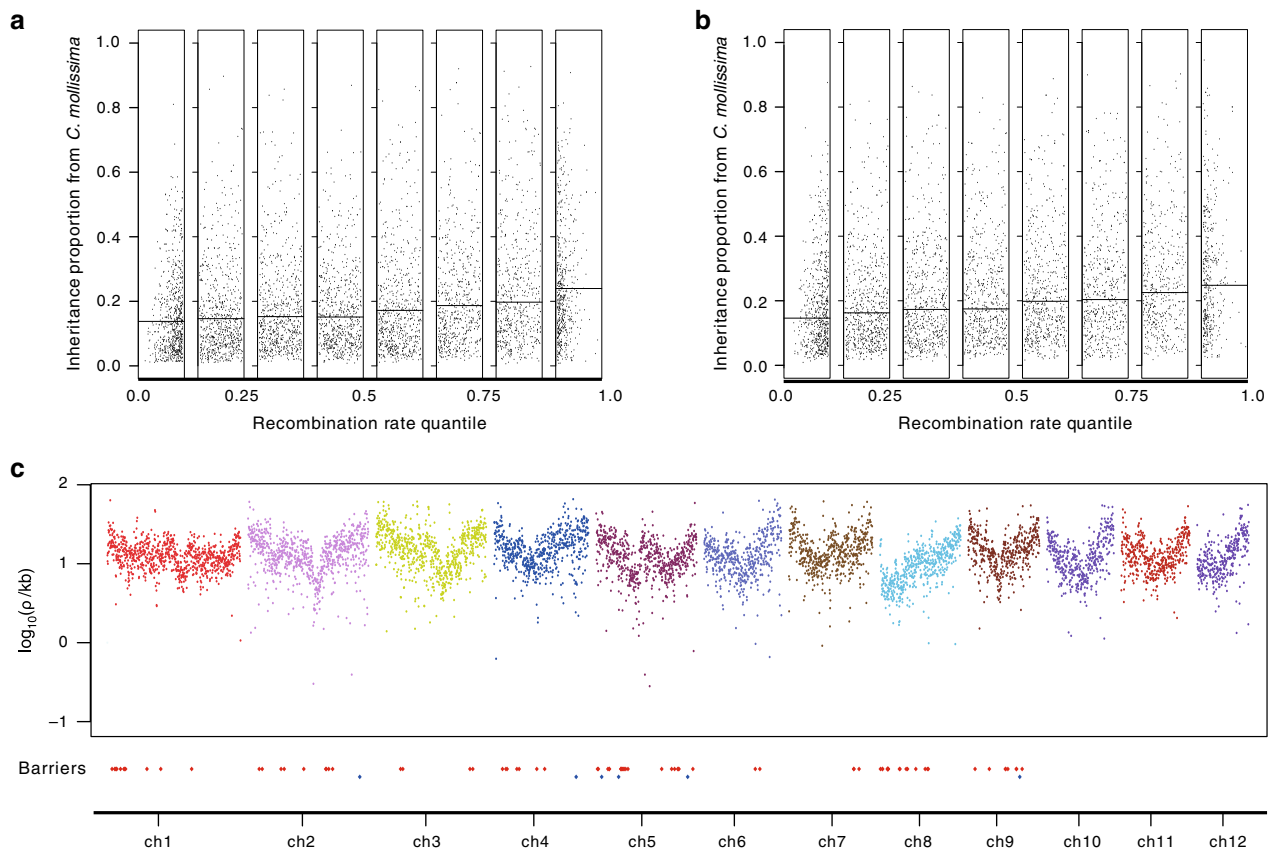 a
b
Inheritance proportion from C. mollissima
1.0
0.8
0.6
0.4
0.2
0.0
0.0 0.25 0.5 0.75 1.0
Recombination rate quantile
Inheritance proportion from C. mollissima
1.0
0.8
0.6
0.4
0.2
0.0
0.0 0.25 0.5 0.75 1.0
Recombination rate quantile
c
log10(ρ/kb)
2
1
0
−1
Barriers
ch1 ch2 ch3 ch4 ch5 ch6 ch7 ch8 ch9 ch10 ch11 ch12